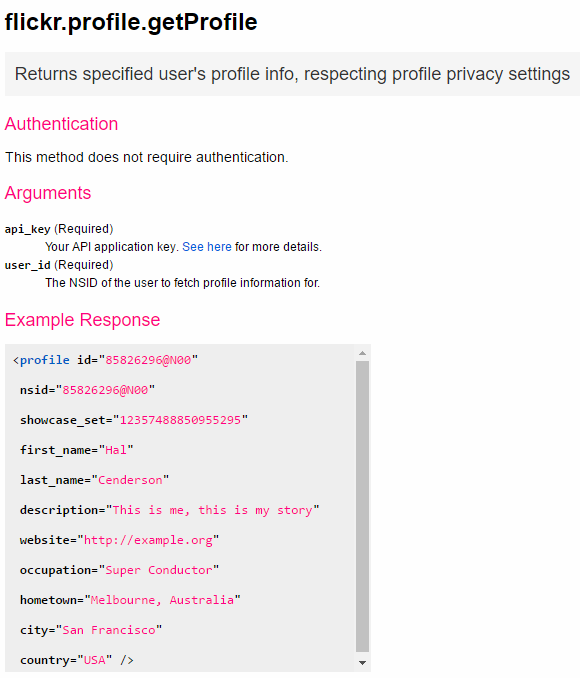 flickr.profile.getProfile
Returns specified user's profile info, respecting profile privacy settings
Authentication
This method does not require authentication.
Arguments
api_key (Required)
Your API application key. See here for more details.
user_id (Required)
The NSID of the user to fetch profile information for.
Example Response
<profile id="85826296@N00"
nsid="85826296@N00"
showcase_set="12357488850955295"
first_name="Hal"
last_name="Cenderson"
description="This is me, this is my story"
website="http://example.org"
occupation="Super Conductor"
hometown="Melbourne, Australia"
city="San Francisco"
country="USA" />